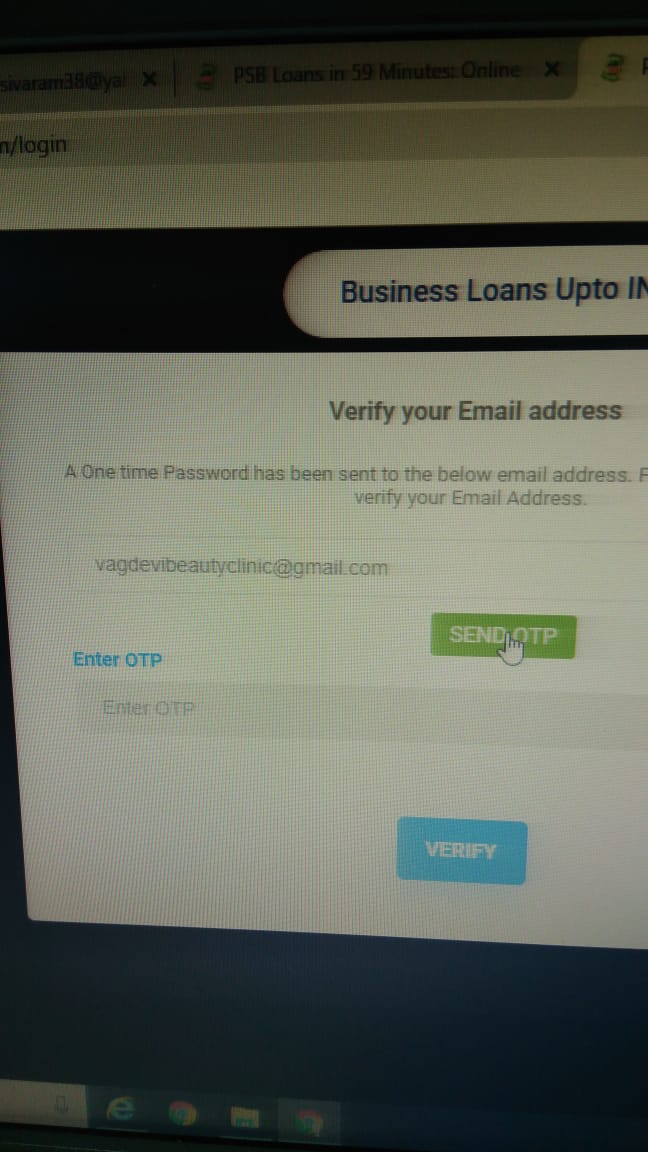 sivaram38@ya
PSB Loans in 59 Minutes: Online
n/login
Business Loans Upto IN
Verify your Email address
A One time Password has been sent to the below email address.
verify your Email Address.
vagdevibeautyclinic@gmail.com
SEND OTP
Enter OTP
Enter OTP
VERIFY